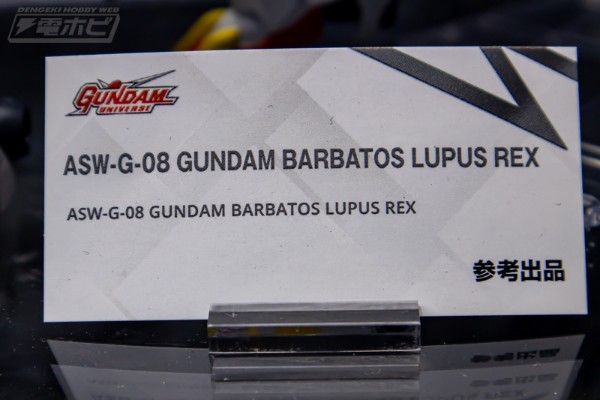 DENGEKI HOBBY WEB
電ホビ
GUNDAM
UNIVERSE
ASW-G-08 GUNDAM BARBATOS LUPUS REX
ASW-G-08 GUNDAM BARBATOS LUPUS REX
参考出品